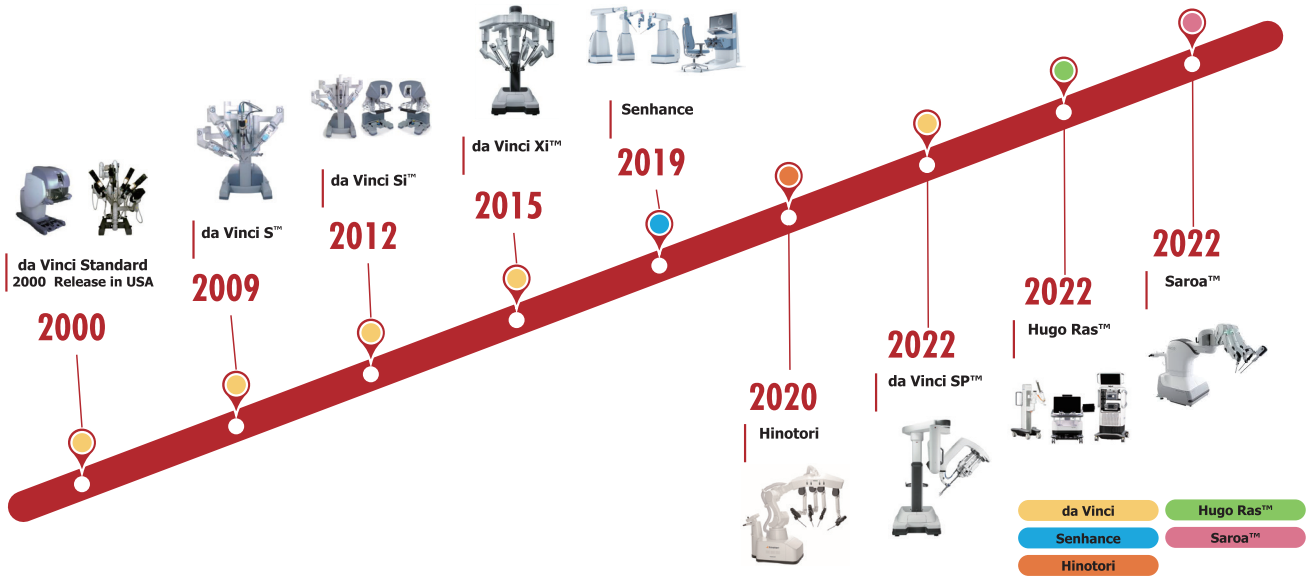 da Vinci Standard
2000 Release in USA
2000
da Vinci S™
2009
da Vinci Si™
2012
da Vinci Xi™
2015
Senhance
2019
2020
Hinotori
2022
da Vinci SP™
2022
Hugo Ras™
2022
Saroa™
da Vinci
Senhance
Hinotori
Hugo Ras™
Saroa™